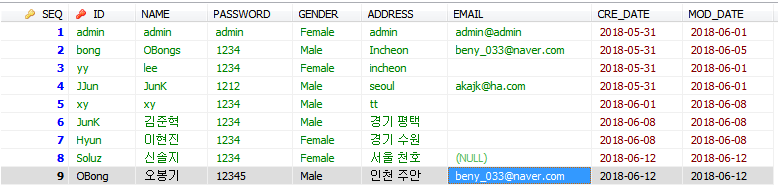 SEQ ID NAME PASSWORD GENDER ADDRESS EMAIL CRE_DATE MOD_DATE
1 admin admin admin Female admin admin@admin 2018-05-31 2018-06-01
2 bong OBongs 1234 Male Incheon beny_033@naver.com 2018-05-31 2018-06-05
3 yy lee 1234 Female incheon 2018-05-31 2018-06-01
4 JJun JunK 1212 Male seoul akajk@ha.com 2018-05-31 2018-06-01
5 xy xy 1234 Male tt 2018-06-01 2018-06-08
6 JunK 김준혁 1234 Male 경기 평택 2018-06-08 2018-06-08
7 Hyun 이현진 1234 Female 경기 수원 2018-06-08 2018-06-08
8 Soluz 신솔지 1234 Female 서울 천호 (NULL) 2018-06-12 2018-06-12
9 OBong 오봉기 12345 Male 인천 주안 beny_033@naver.com 2018-06-12 2018-06-12